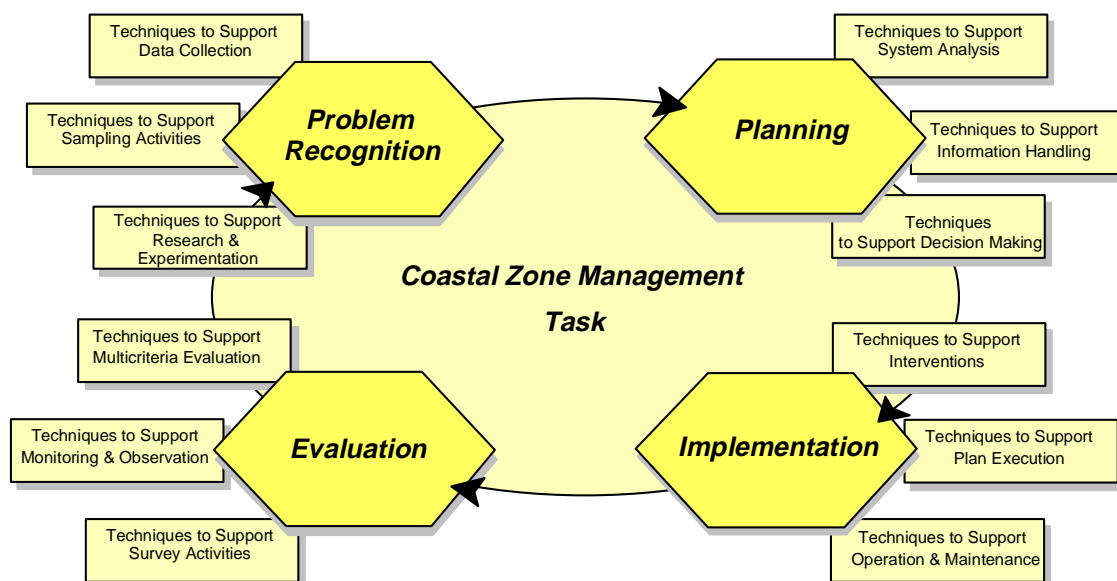 Techniques to Support
Data Collection
Techniques to Support
Sampling Activities
Techniques to Support
Research &
Experimentation
Problem
Recognition
Techniques to Support
System Analysis
Planning
Techniques to Support
Information Handling
Techniques
to Support Decision Making
Coastal Zone Management
Task
Techniques to Support
Multicriteria Evaluation
Techniques to Support
Monitoring & Observation
Evaluation
Techniques to Support
Survey Activities
Techniques to Support
Interventions
Implementation
Techniques to Support
Plan Execution
Techniques to Support
Operation & Maintenance